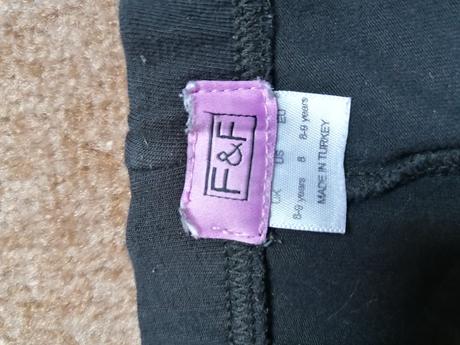 F&F
UK US EU
8-9 years 8 8-9 years
MADE IN TURKEY